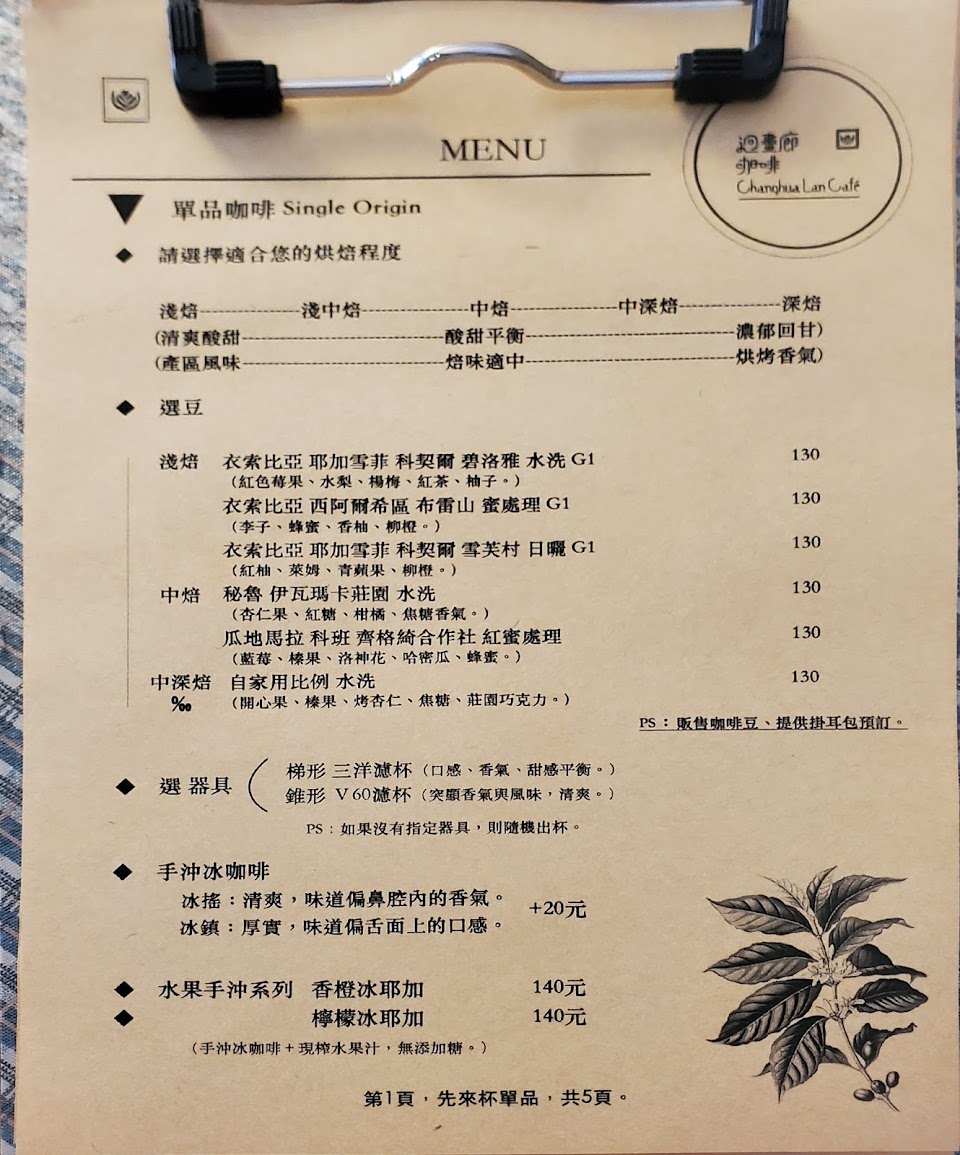 MENU
迴畫廊
咖啡
Changhua Lan Café
▼ 單品咖啡 Single Origin
◆ 請選擇適合您的烘焙程度
淺焙----------淺中焙----------中焙----------中深焙----------深焙
(清爽酸甜--------------------酸甜平衡--------------------濃郁回甘)
(產區風味--------------------焙味適中--------------------烘烤香氣)
◆ 選豆
淺焙 衣索比亞 耶加雪菲 科契爾 碧洛雅 水洗 G1 130
（紅色莓果、水梨、楊梅、紅茶、柚子。）
衣索比亞 西阿爾希區 布雷山 蜜處理 G1 130
（李子、蜂蜜、香柚、柳橙。）
衣索比亞 耶加雪菲 科契爾 雪芙村 日曬 G1 130
（紅柚、萊姆、青蘋果、柳橙。）
中焙 秘魯 伊瓦瑪卡莊園 水洗 130
（杏仁果、紅糖、柑橘、焦糖香氣。）
瓜地馬拉 科班 齊格綺合作社 紅蜜處理 130
（藍莓、榛果、洛神花、哈密瓜、蜂蜜。）
中深焙 自家用比例 水洗 130
‰ （開心果、榛果、烤杏仁、焦糖、莊園巧克力。）
PS：販售咖啡豆、提供掛耳包預訂。
◆ 選 器具 梯形 三洋濾杯（口感、香氣、甜感平衡。）
錐形 V60濾杯（突顯香氣與風味，清爽。）
PS：如果沒有指定器具，則隨機出杯。
◆ 手沖冰咖啡
冰搖：清爽，味道偏鼻腔內的香氣。 +20元
冰鎮：厚實，味道偏舌面上的口感。
◆ 水果手沖系列 香橙冰耶加 140元
◆ 檸檬冰耶加 140元
（手沖冰咖啡＋現榨水果汁，無添加糖。）
第1頁，先來杯單品，共5頁。